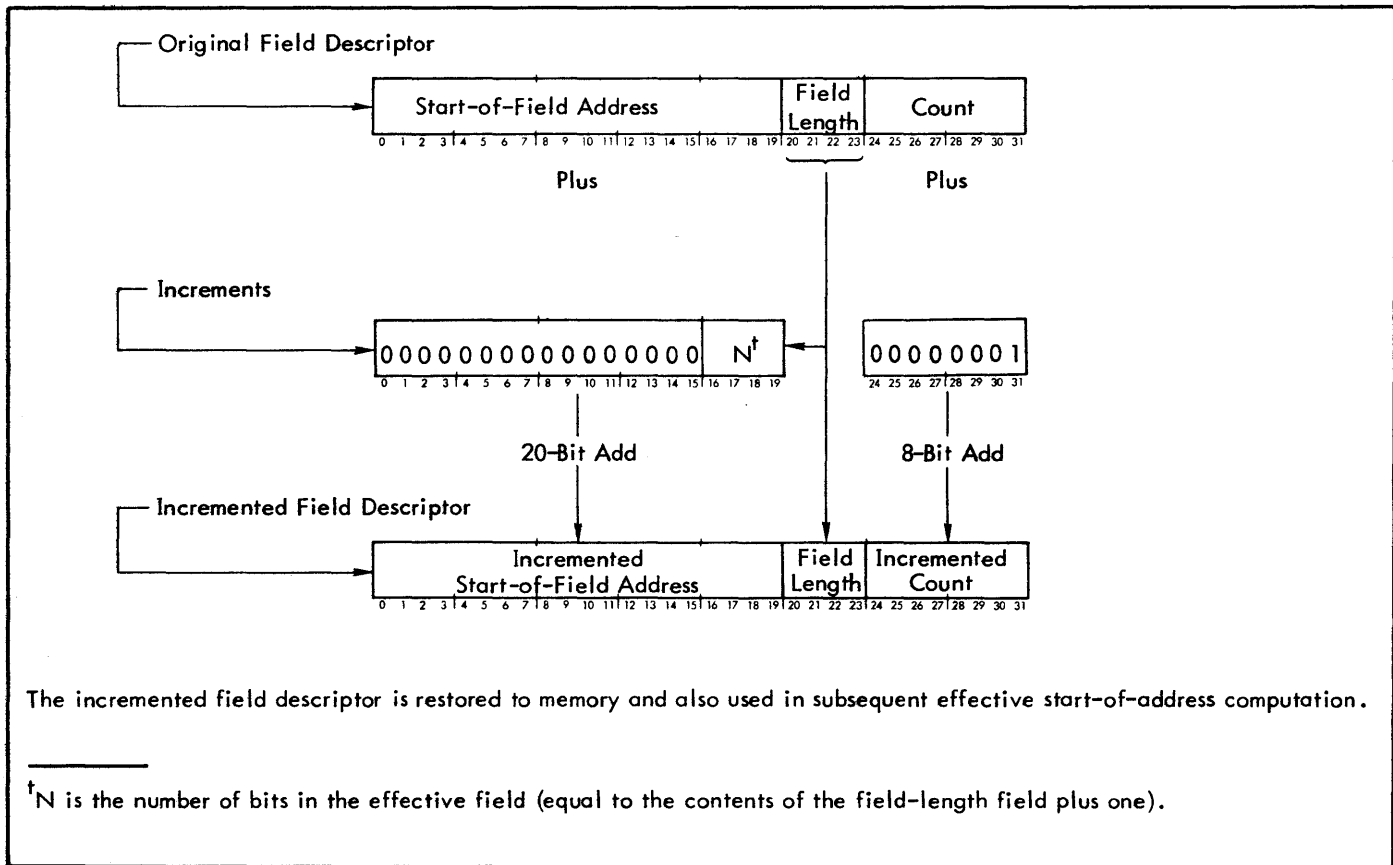 Original Field Descriptor
Start-of-Field Address
Field
Length
Count
0 1 2 3 4 5 6 7 8 9 10 11 12 13 14 15 16 17 18 19 20 21 22 23 24 25 26 27 28 29 30 31
Plus
Plus
Increments
0000000000000000
N†
00000001
0 1 2 3 4 5 6 7 8 9 10 11 12 13 14 15 16 17 18 19
24 25 26 27 28 29 30 31
20-Bit Add
8-Bit Add
Incremented Field Descriptor
Incremented
Start-of-Field Address
Field
Length
Incremented
Count
0 1 2 3 4 5 6 7 8 9 10 11 12 13 14 15 16 17 18 19 20 21 22 23 24 25 26 27 28 29 30 31
The incremented field descriptor is restored to memory and also used in subsequent effective start-of-address computation.
†N is the number of bits in the effective field (equal to the contents of the field-length field plus one).